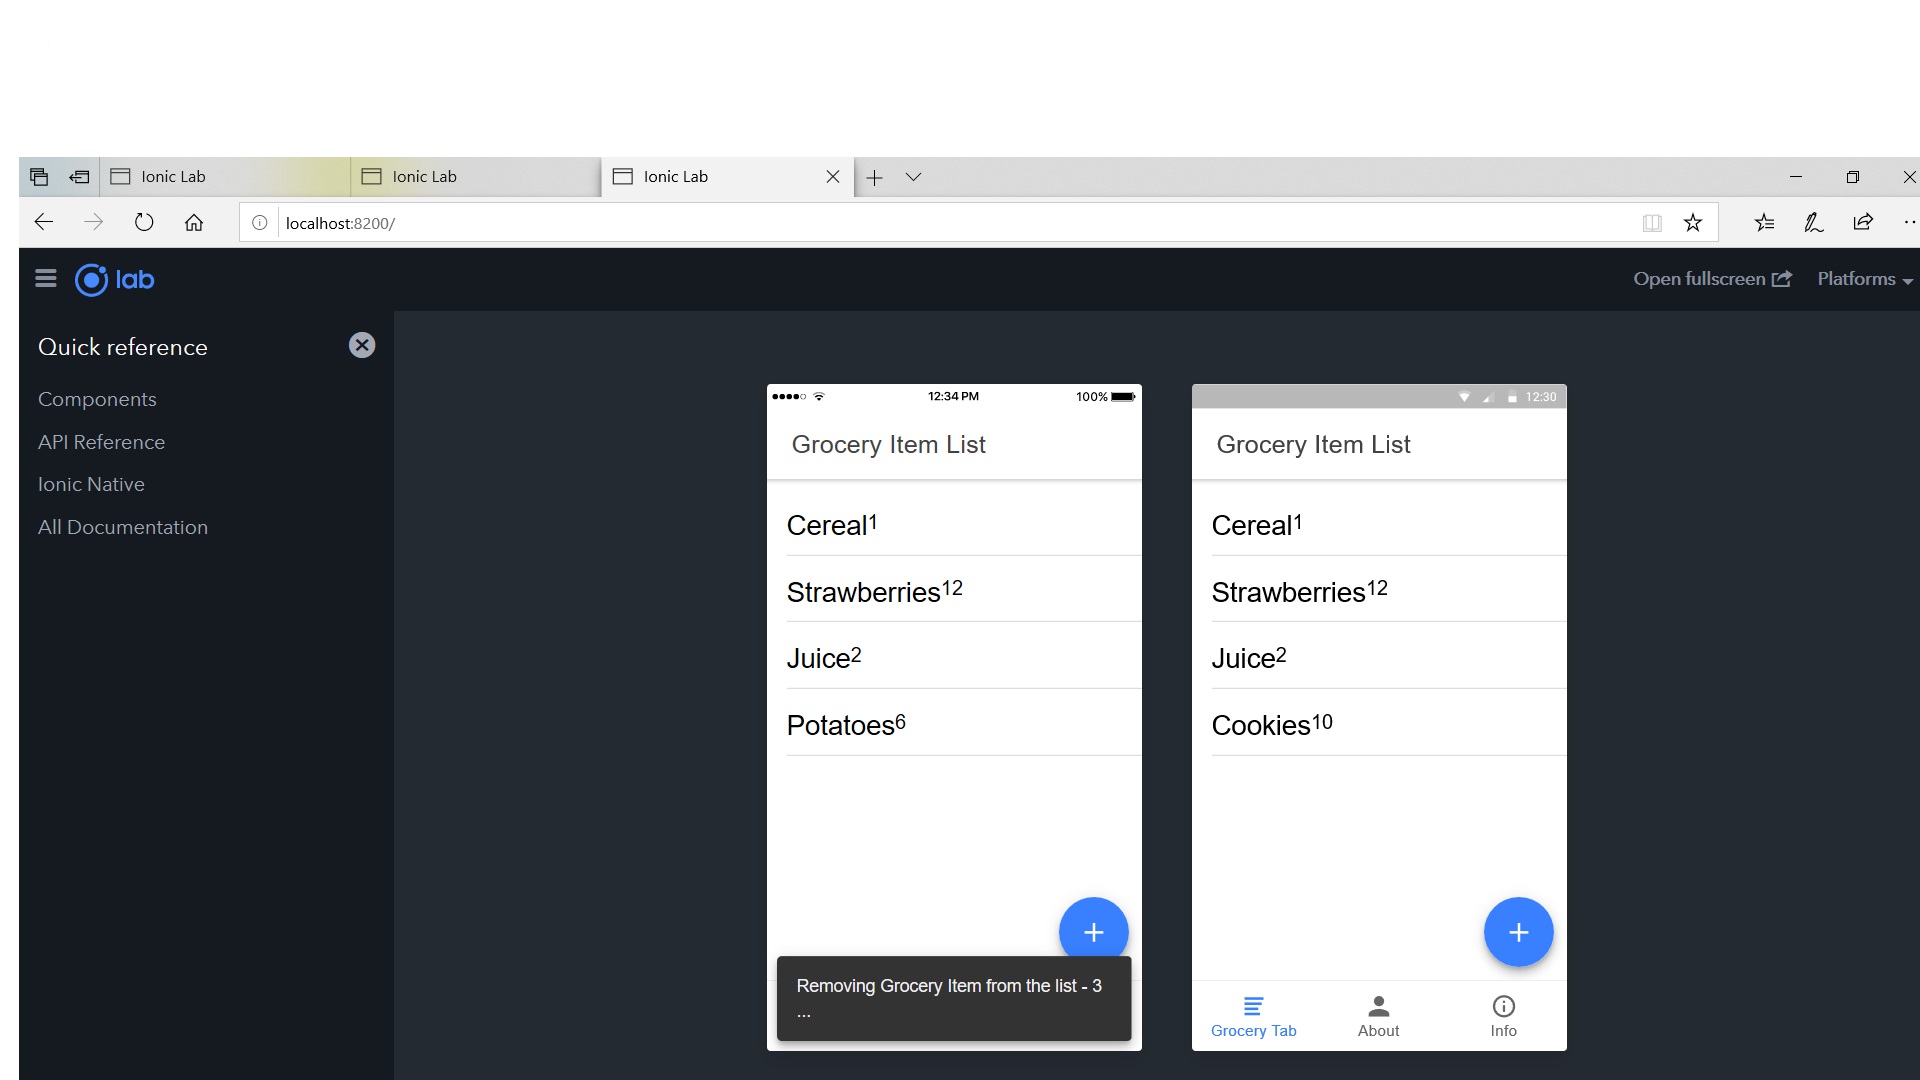 Ionic Lab
Ionic Lab
Ionic Lab
localhost:8200/
lab
Open fullscreen
Platforms
Quick reference
Components
API Reference
Ionic Native
All Documentation
12:34 PM
100%
Grocery Item List
Cereal1
Strawberries12
Juice2
Potatoes6
Removing Grocery Item from the list - 3
...
12:30
Grocery Item List
Cereal1
Strawberries12
Juice2
Cookies10
Grocery Tab
About
Info